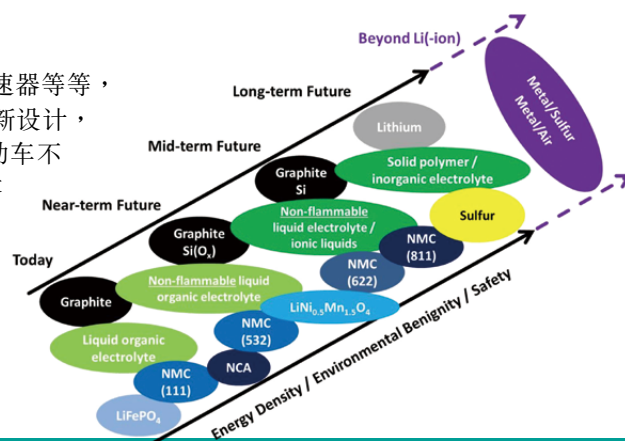 速器等等，
新设计，
动车不
Beyond Li(-ion)
Long-term Future
Mid-term Future
Near-term Future
Today
Metal/Sulfur
Metal/Air
Lithium
Solid polymer /
inorganic electrolyte
Graphite
Si
Sulfur
Non-flammable
liquid electrolyte /
ionic liquids
NMC
(811)
Graphite
Si(Oₓ)
NMC
(622)
Non-flammable liquid
organic electrolyte
LiNi₀.₅Mn₁.₅O₄
Graphite
NMC
(532)
Liquid organic
electrolyte
NCA
NMC
(111)
LiFePO₄
Energy Density / Environmental Benignity / Safety